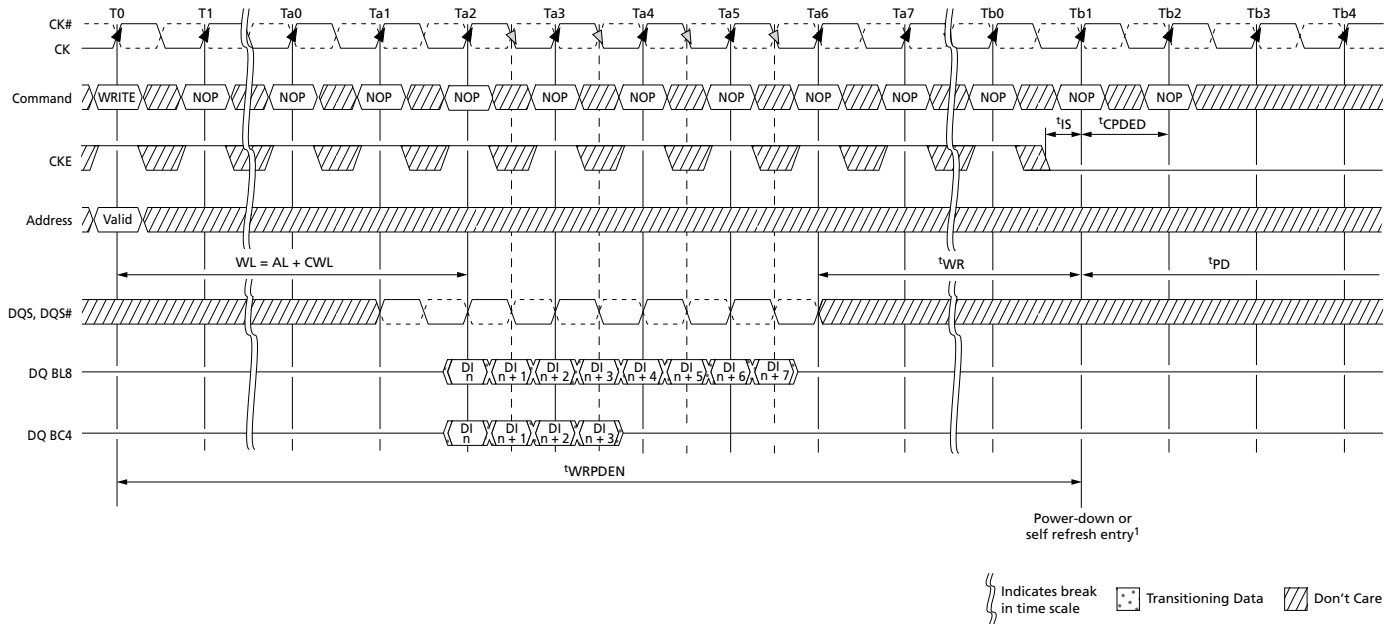 T0 T1 Ta0 Ta1 Ta2 Ta3 Ta4 Ta5 Ta6 Ta7 Tb0 Tb1 Tb2 Tb3 Tb4
CK#
CK
Command WRITE NOP NOP NOP NOP NOP NOP NOP NOP NOP NOP NOP NOP
tIS tCPDED
CKE
Address Valid
WL = AL + CWL tWR tPD
DQS, DQS#
DQ BL8 DI n DI n + 1 DI n + 2 DI n + 3 DI n + 4 DI n + 5 DI n + 6 DI n + 7
DQ BC4 DI n DI n + 1 DI n + 2 DI n + 3
tWRPDEN
Power-down or
self refresh entry1
Indicates break
in time scale
Transitioning Data
Don't Care